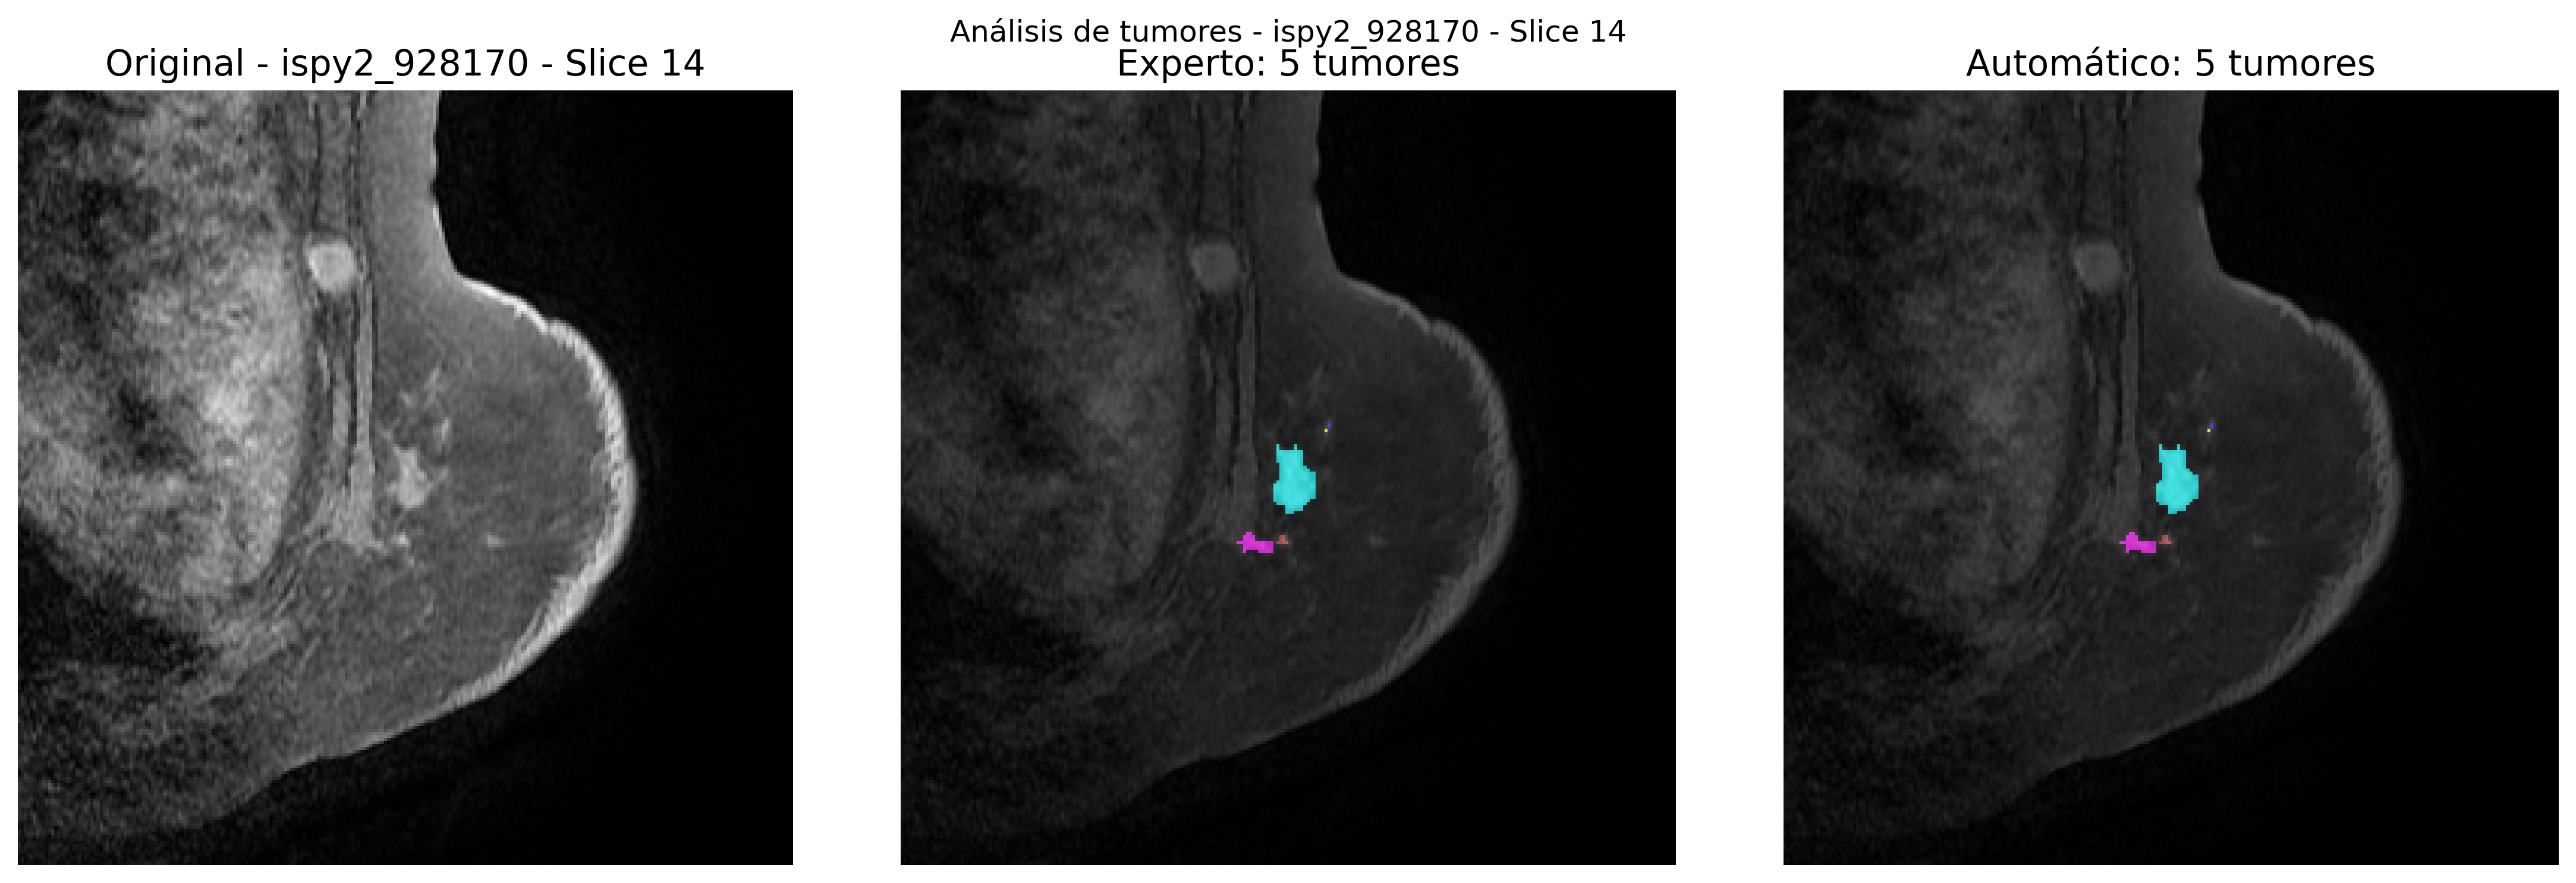 Análisis de tumores - ispy2_928170 - Slice 14
Original - ispy2_928170 - Slice 14
Experto: 5 tumores
Automático: 5 tumores